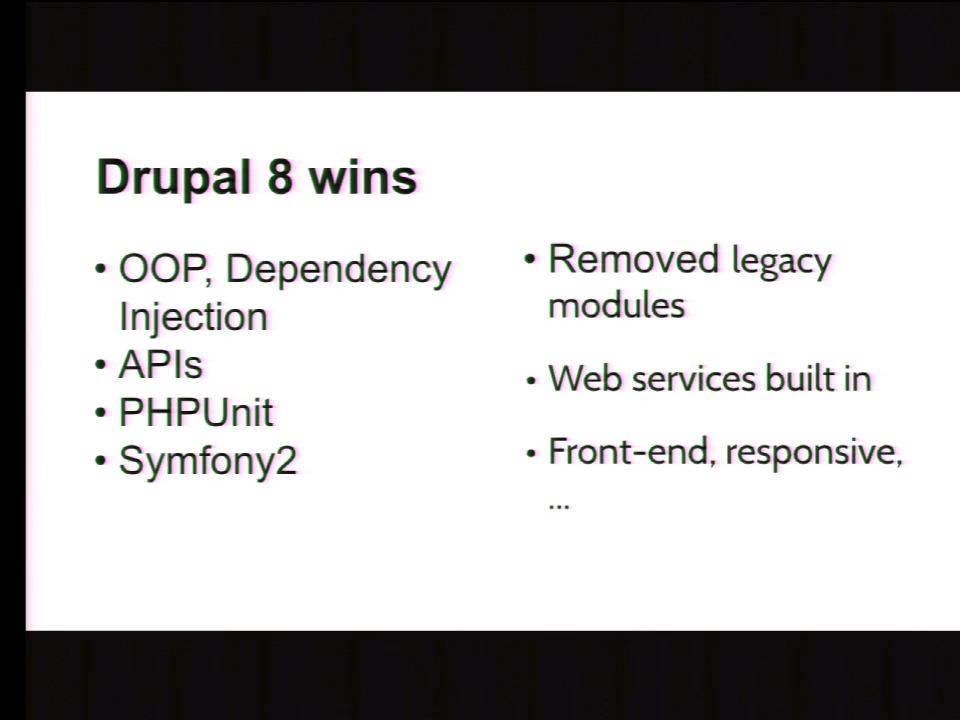 Drupal 8 wins
• OOP, Dependency
Injection
• APIs
• PHPUnit
• Symfony2
• Removed legacy
modules
• Web services built in
• Front-end, responsive,
...